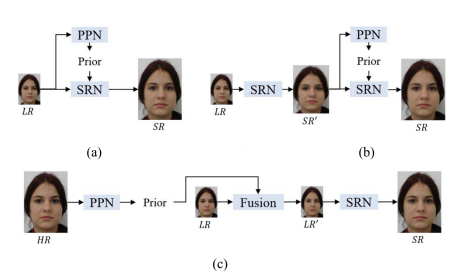 PPN
Prior
SRN
LR
SR
(a)
PPN
Prior
SRN
SRN
LR
SR'
SR
(b)
HR
PPN
Prior
LR
Fusion
LR'
SRN
SR
(c)